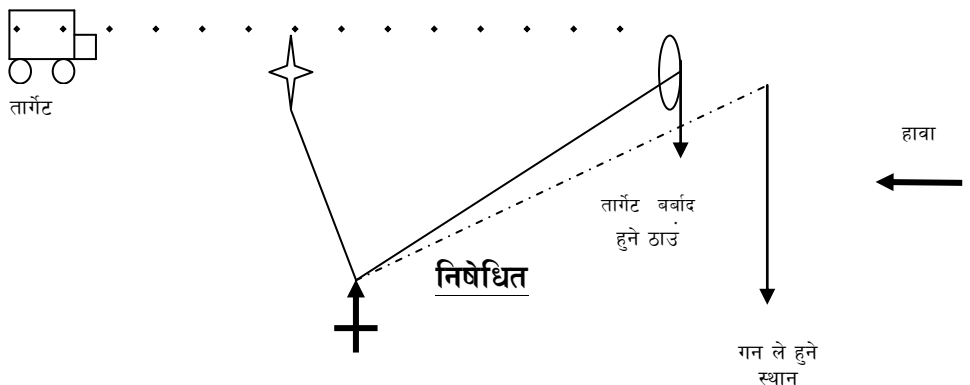 तार्गेट
हावा
तार्गेट बर्बाद
हुने ठाउं
निषेधित
गन ले हुने
स्थान